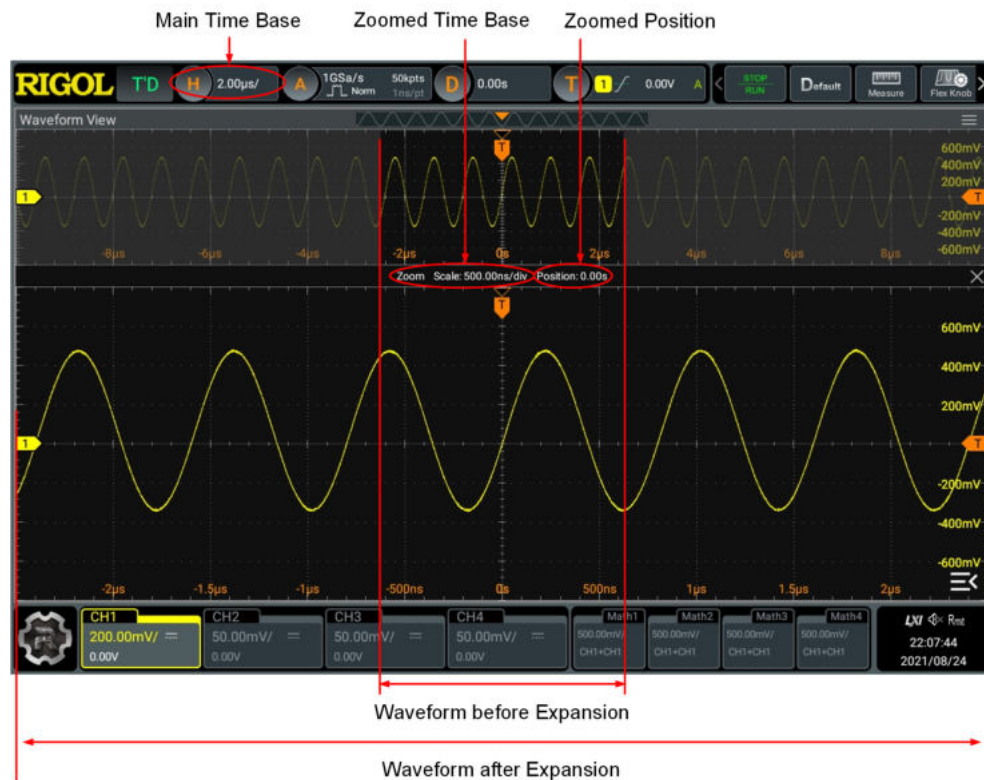 Main Time Base Zoomed Time Base Zoomed Position
RIGOL T'D H 2.00µs/ A 1GSa/s 50kpts Norm 1ns/pt D 0.00s T 1 0.00V A STOP RUN Default Measure Flex Knob
Waveform View
T
600mV
400mV
200mV
1 T
-200mV
-400mV
-600mV
-8µs -6µs -4µs -2µs 0s 2µs 4µs 6µs 8µs
Zoom Scale: 500.00ns/div Position: 0.00s
T
600mV
400mV
200mV
1 T
-200mV
-400mV
-600mV
-2µs -1.5µs -1µs -500ns 0s 500ns 1µs 1.5µs 2µs
CH1 CH2 CH3 CH4 Math1 Math2 Math3 Math4
200.00mV/ 50.00mV/ 50.00mV/ 50.00mV/ 500.00mV/ 500.00mV/ 500.00mV/ 500.00mV/
0.00V 0.00V 0.00V 0.00V CH1+CH1 CH1+CH1 CH1+CH1 CH1+CH1
LXI Rmt
22:07:44
2021/08/24
Waveform before Expansion
Waveform after Expansion